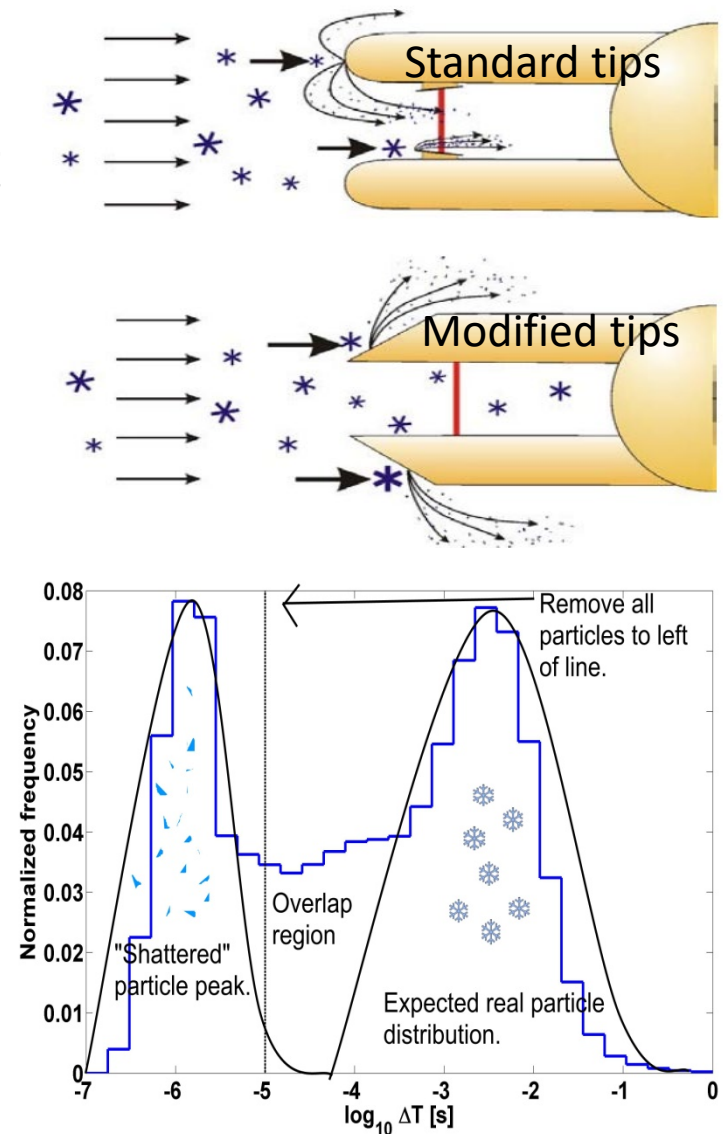 Standard tips
Modified tips
0.08
0.07
0.06
0.05
0.04
0.03
0.02
0.01
0
Normalized frequency
Remove all
particles to left
of line.
Overlap
region
"Shattered"
particle peak.
Expected real particle
distribution.
-7
-6
-5
-4
-3
-2
-1
0
log10 ΔT [s]